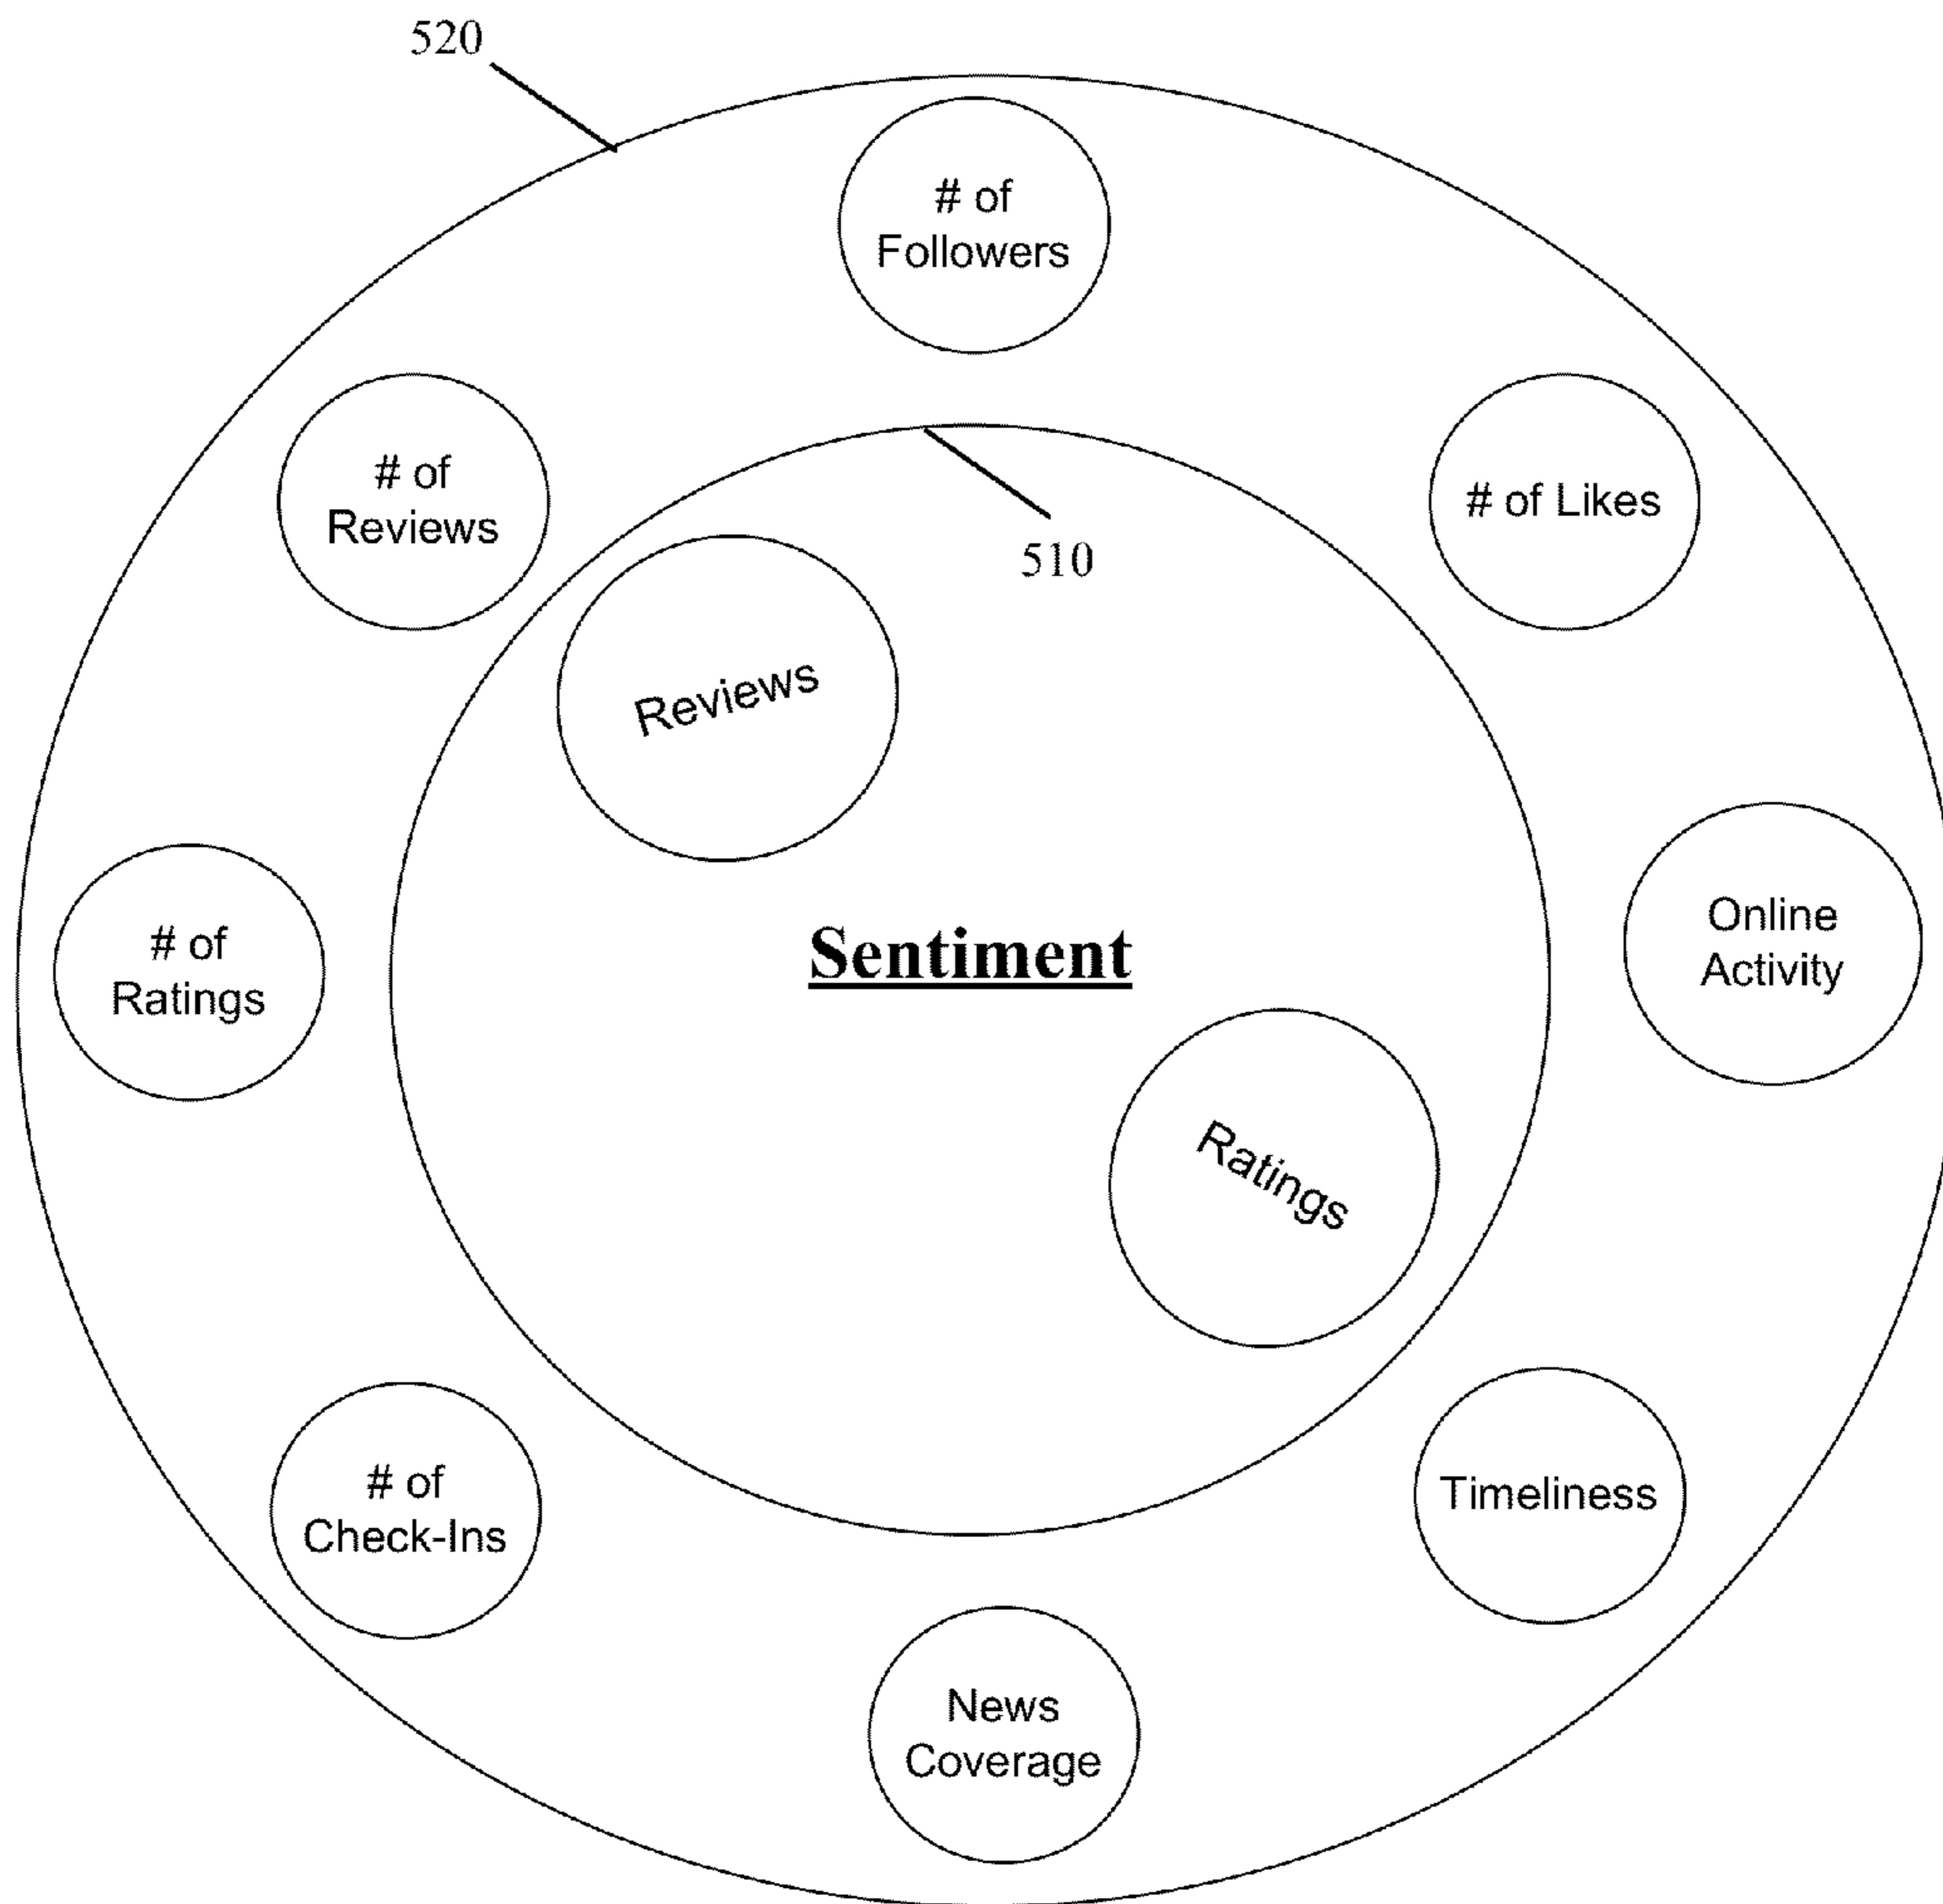 520
# of
Followers
# of
Reviews
# of Likes
510
Reviews
Sentiment
Online
Activity
# of
Ratings
Ratings
Timeliness
# of
Check-Ins
News
Coverage